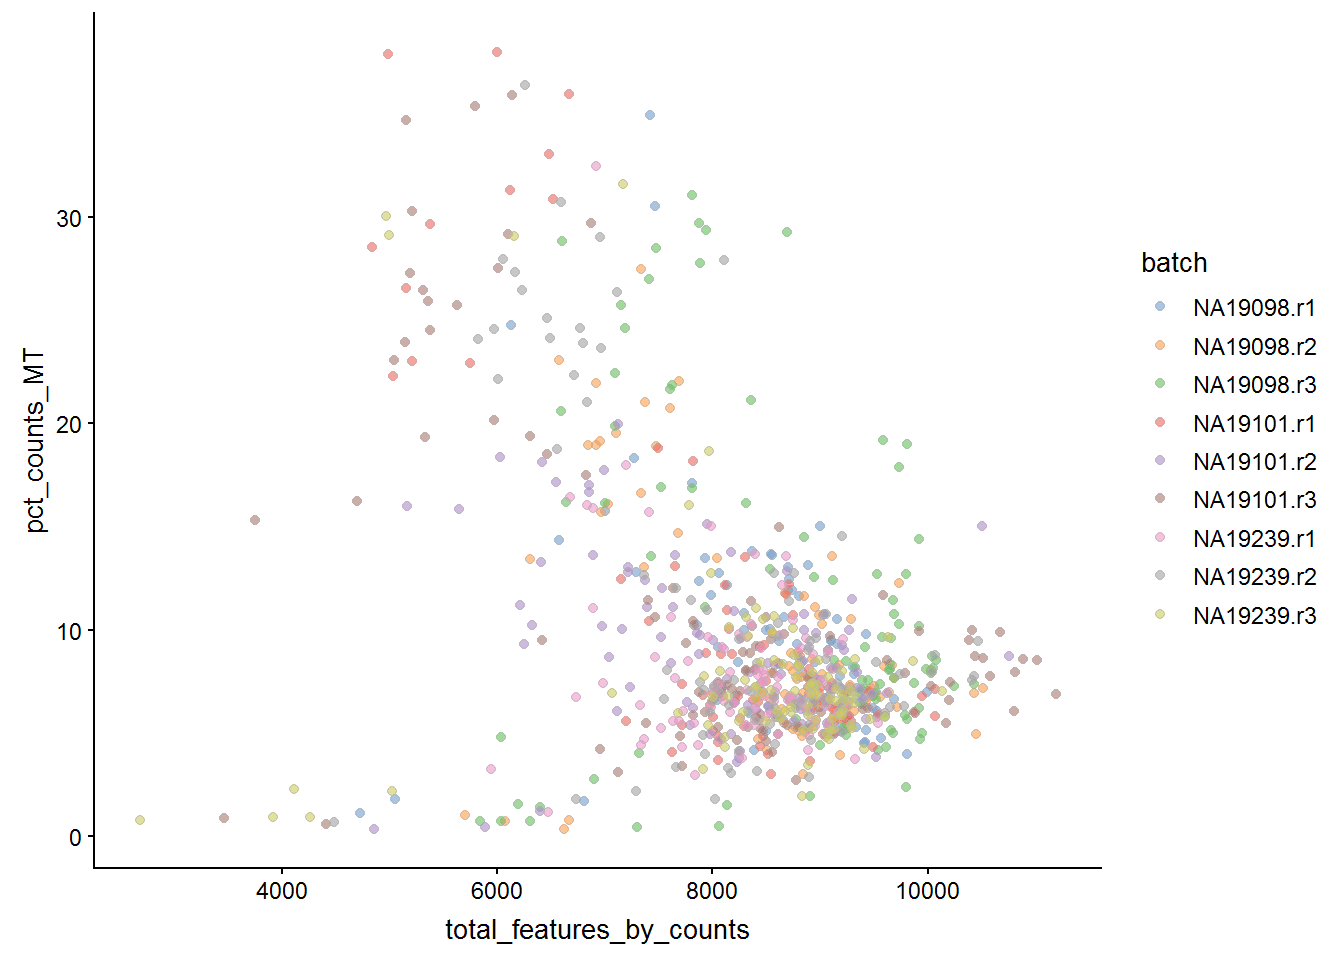 pct_counts_MT
30
20
10
0
4000
6000
8000
10000
total_features_by_counts
batch
NA19098.r1
NA19098.r2
NA19098.r3
NA19101.r1
NA19101.r2
NA19101.r3
NA19239.r1
NA19239.r2
NA19239.r3